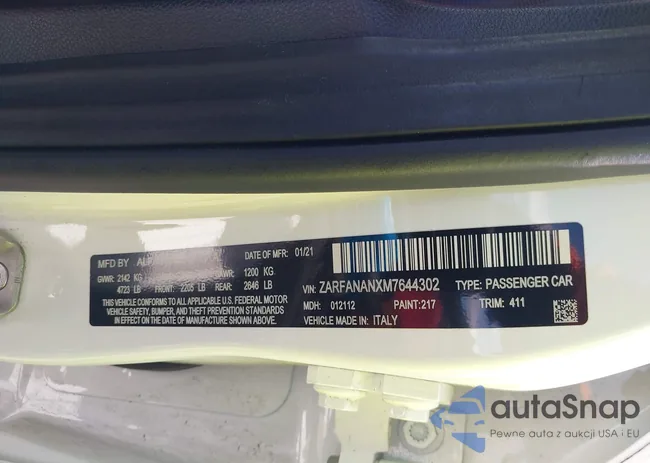 MFD BY DATE OF MFR: 01/21
GVWR: 2142 KG 1200 KG.
4723 LB FRONT: 2205 LB REAR: 2646 LB
THIS VEHICLE CONFORMS TO ALL APPLICABLE U.S. FEDERAL MOTOR
VEHICLE SAFETY, BUMPER, AND THEFT PREVENTION STANDARDS
IN EFFECT ON THE DATE OF MANUFACTURE SHOWN ABOVE.
VIN: ZARFANANXM7644302 TYPE: PASSENGER CAR
MDH: 012112 PAINT: 217 TRIM: 411
VEHICLE MADE IN: ITALY
autaSnap
Pewne auta z aukcji USA i EU